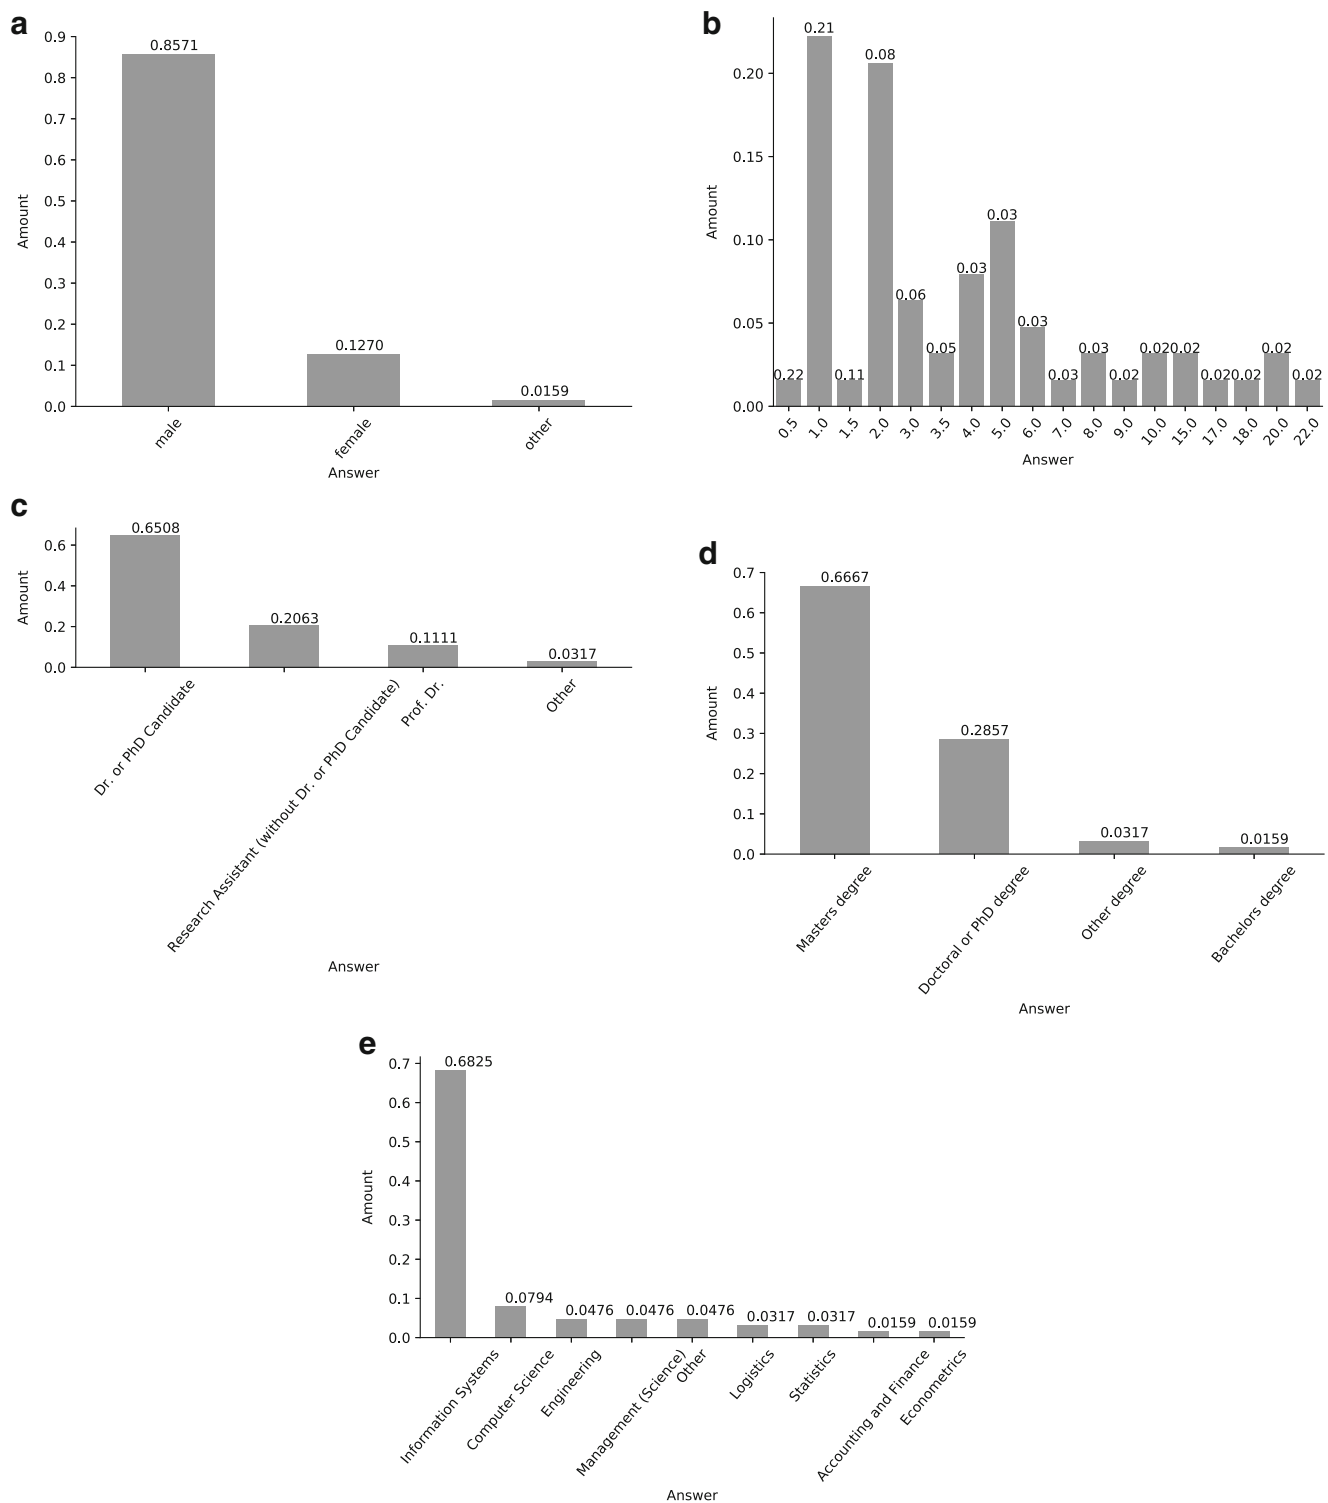 a
0.9
0.8
0.7
0.6
0.5
0.4
0.3
0.2
0.1
0.0
Amount
0.8571
0.1270
0.0159
male
female
other
Answer
b
0.20
0.15
0.10
0.05
0.00
Amount
0.22
0.21
0.11
0.08
0.06
0.05
0.03
0.03
0.03
0.03
0.03
0.02
0.02
0.02
0.02
0.02
0.02
0.02
0.5
1.0
1.5
2.0
3.0
3.5
4.0
5.0
6.0
7.0
8.0
9.0
10.0
15.0
17.0
18.0
20.0
22.0
Answer
c
0.6
0.4
0.2
0.0
Amount
0.6508
0.2063
0.1111
0.0317
Dr. or PhD Candidate
Research Assistant (without Dr. or PhD Candidate)
Prof. Dr.
Other
Answer
d
0.7
0.6
0.5
0.4
0.3
0.2
0.1
0.0
Amount
0.6667
0.2857
0.0317
0.0159
Masters degree
Doctoral or PhD degree
Other degree
Bachelors degree
Answer
e
0.7
0.6
0.5
0.4
0.3
0.2
0.1
0.0
Amount
0.6825
0.0794
0.0476
0.0476
0.0476
0.0317
0.0317
0.0159
0.0159
Information Systems
Computer Science
Engineering
Management (Science)
Other
Logistics
Statistics
Accounting and Finance
Econometrics
Answer